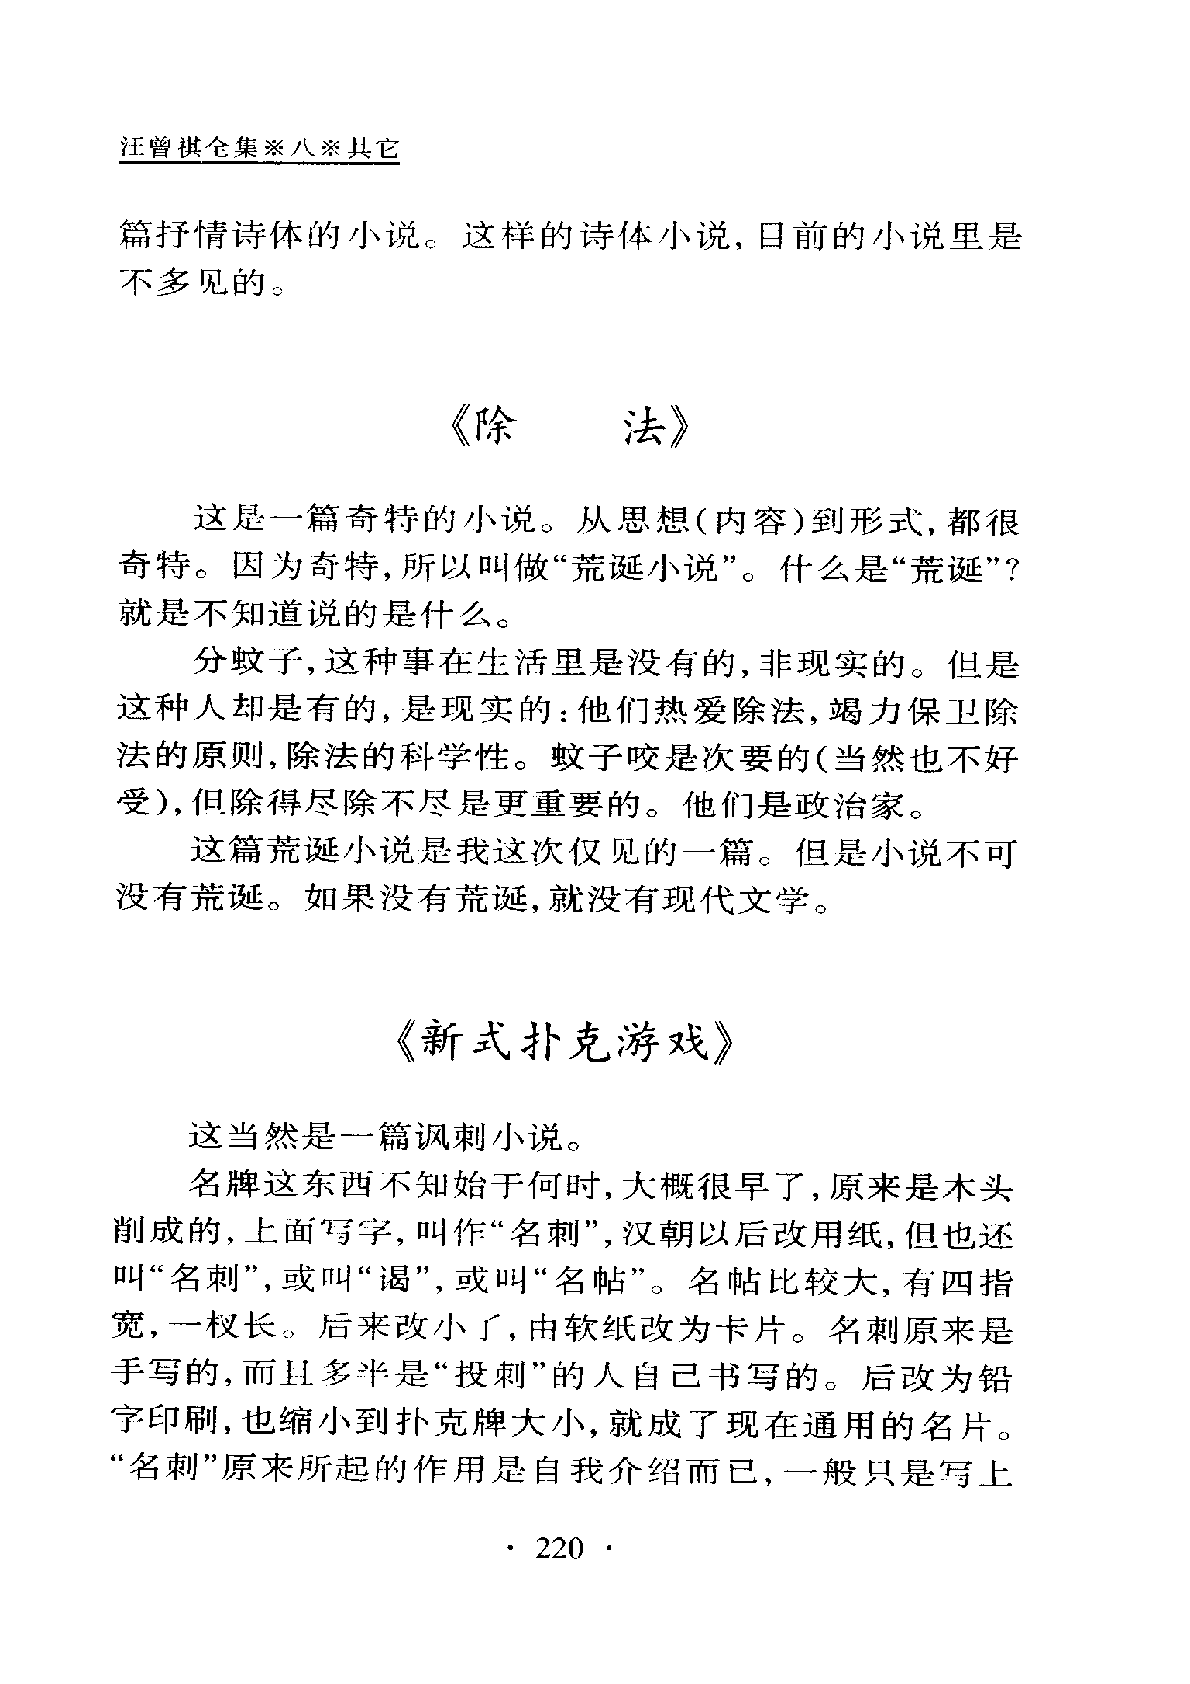 汪曾祺全集※八※其它
篇抒情诗体的小说。这样的诗体小说,目前的小说里是
不多见的。
《除 法》
这是一篇奇特的小说。从思想(内容)到形式,都很
奇特。因为奇特,所以叫做“荒诞小说”。什么是“荒诞”?
就是不知道说的是什么。
分蚊子,这种事在生活里是没有的,非现实的。但是
这种人却是有的,是现实的:他们热爱除法,竭力保卫除
法的原则,除法的科学性。蚊子咬是次要的(当然也不好
受),但除得尽除不尽是更重要的。他们是政治家。
这篇荒诞小说是我这次仅见的一篇。但是小说不可
没有荒诞。如果没有荒诞,就没有现代文学。
《新式扑克游戏》
这当然是一篇讽刺小说。
名牌这东西不知始于何时,大概很早了,原来是木头
削成的,上面写字,叫作“名刺”,汉朝以后改用纸,但也还
叫“名刺”,或叫“谒”,或叫“名帖”。名帖比较大,有四指
宽,一杈长。后来改小了,由软纸改为卡片。名刺原来是
手写的,而且多半是“投刺”的人自己书写的。后改为铅
字印刷,也缩小到扑克牌大小,就成了现在通用的名片。
“名刺”原来所起的作用是自我介绍而已,一般只是写上
· 220 ·